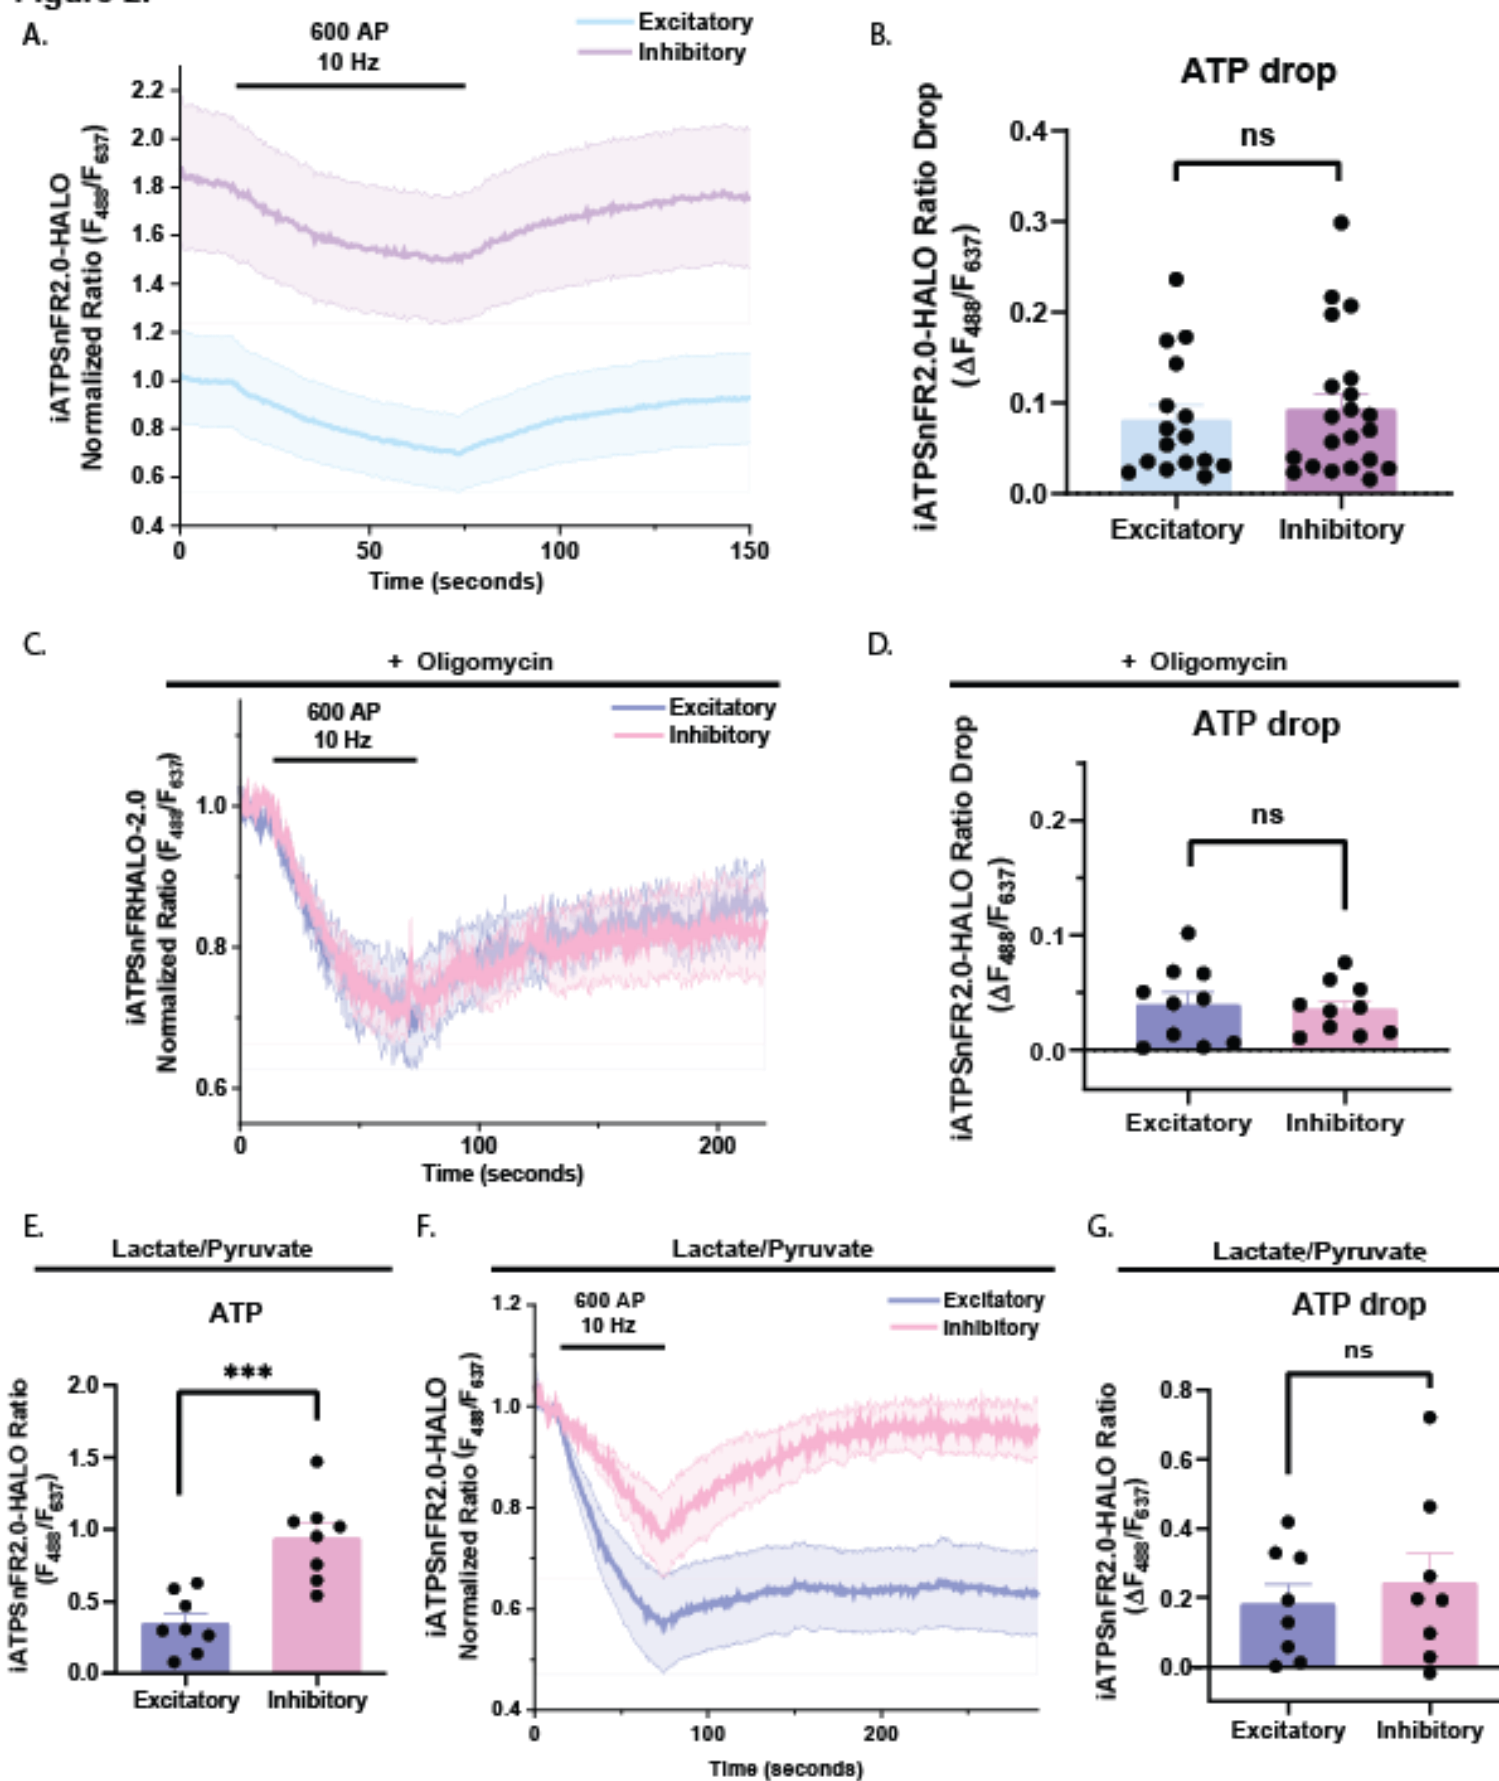 A.
600 AP
10 Hz
Excitatory
Inhibitory
iATPSnFR2.0-HALO
Normalized Ratio (F488/F637)
2.2
2.0
1.8
1.6
1.4
1.2
1.0
0.8
0.6
0.4
0
50
100
150
Time (seconds)
B.
ATP drop
ns
iATPSnFR2.0-HALO Ratio Drop
(ΔF488/F637)
0.4
0.3
0.2
0.1
0.0
Excitatory
Inhibitory
C.
+ Oligomycin
600 AP
10 Hz
Excitatory
Inhibitory
iATPSnFRHALO-2.0
Normalized Ratio (F488/F637)
1.0
0.8
0.6
0
100
200
Time (seconds)
D.
+ Oligomycin
ATP drop
ns
iATPSnFR2.0-HALO Ratio Drop
(ΔF488/F637)
0.2
0.1
0.0
Excitatory
Inhibitory
E.
Lactate/Pyruvate
ATP
***
iATPSnFR2.0-HALO Ratio
(F488/F637)
2.0
1.5
1.0
0.5
0.0
Excitatory
Inhibitory
F.
Lactate/Pyruvate
600 AP
10 Hz
Excitatory
Inhibitory
iATPSnFR2.0-HALO
Normalized Ratio (F488/F637)
1.2
1.0
0.8
0.6
0.4
0
100
200
Time (seconds)
G.
Lactate/Pyruvate
ATP drop
ns
iATPSnFR2.0-HALO Ratio
(ΔF488/F637)
0.8
0.6
0.4
0.2
0.0
Excitatory
Inhibitory